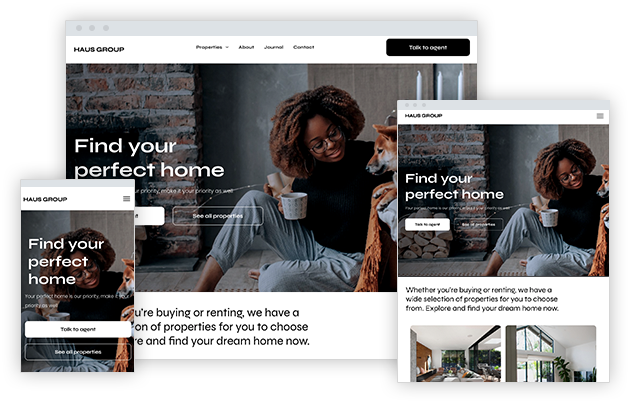 HAUS GROUP Properties About Journal Contact Talk to agent
Find your
perfect home
our priority, make it your priority as well
See all properties
u're buying or renting, we have a
on of properties for you to choose
re and find your dream home now.
HAUS GROUP
Find your
perfect home
Your perfect home is our priority, make it your priority as well
Talk to agent See all properties
Whether you're buying or renting, we have a
wide selection of properties for you to choose
from. Explore and find your dream home now.
HAUS GROUP
Find your
perfect
home
Your perfect home is our priority, make it your
priority as well
Talk to agent
See all properties